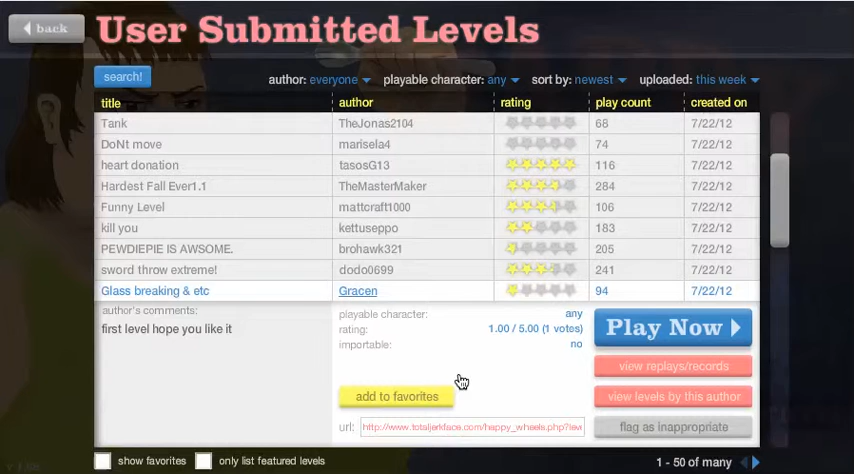 back
User Submitted Levels
search!
author: everyone playable character: any sort by: newest uploaded: this week
title author rating play count created on
Tank TheJonas2104 68 7/22/12
DoNt move marisela4 74 7/22/12
heart donation tasosG13 116 7/22/12
Hardest Fall Ever1.1 TheMasterMaker 284 7/22/12
Funny Level mattcraft1000 106 7/22/12
kill you kettuseppo 183 7/22/12
PEWDIEPIE IS AWSOME. brohawk321 205 7/22/12
sword throw extreme! dodo0699 241 7/22/12
Glass breaking & etc Gracen 94 7/22/12
author's comments:
first level hope you like it
playable character: any
rating: 1.00 / 5.00 (1 votes)
importable: no
add to favorites
url: http://www.totaljerkface.com/happy_wheels.php?leve
Play Now
view replays/records
view levels by this author
flag as inappropriate
show favorites only list featured levels
1 - 50 of many